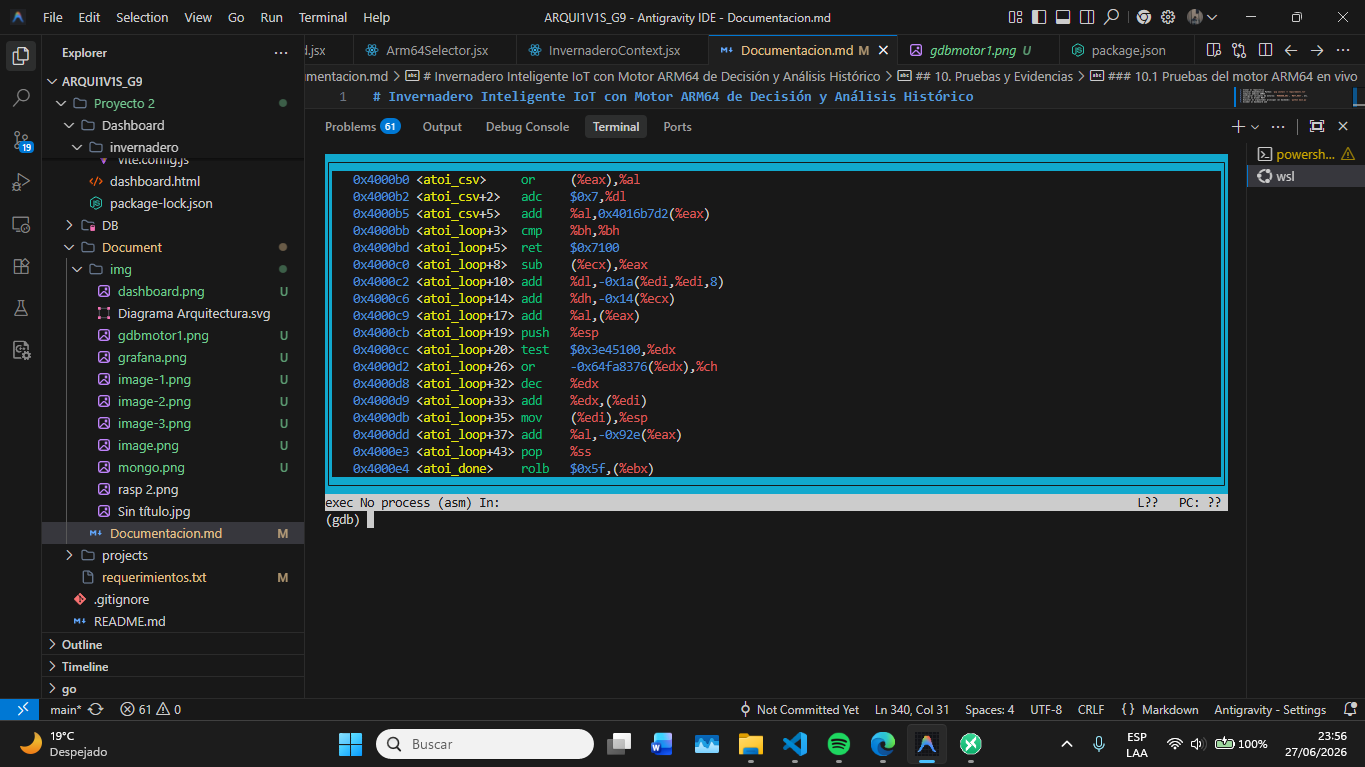 File Edit Selection View Go Run Terminal Help
ARQUI1V1S_G9 - Antigravity IDE - Documentacion.md
Explorer
ARQUI1V1S_G9
Proyecto 2
Dashboard
invernadero
vite.config.js
dashboard.html
package-lock.json
DB
Document
img
dashboard.png U
Diagrama Arquitectura.svg
gdbmotor1.png U
grafana.png U
image-1.png U
image-2.png U
image-3.png U
image.png U
mongo.png U
rasp 2.png
Sin título.jpg
Documentacion.md M
projects
requerimientos.txt M
.gitignore
README.md
Outline
Timeline
go
d.jsx Arm64Selector.jsx InvernaderoContext.jsx Documentacion.md M gdbmotor1.png U package.json
mentacion.md > # Invernadero Inteligente IoT con Motor ARM64 de Decisión y Análisis Histórico > ## 10. Pruebas y Evidencias > ### 10.1 Pruebas del motor ARM64 en vivo
1 # Invernadero Inteligente IoT con Motor ARM64 de Decisión y Análisis Histórico
Problems 61 Output Debug Console Terminal Ports
powersh...
wsl
0x4000b0 <atoi_csv> or (%eax),%al
0x4000b2 <atoi_csv+2> adc $0x7,%dl
0x4000b5 <atoi_csv+5> add %al,0x4016b7d2(%eax)
0x4000bb <atoi_loop+3> cmp %bh,%bh
0x4000bd <atoi_loop+5> ret $0x7100
0x4000c0 <atoi_loop+8> sub (%ecx),%eax
0x4000c2 <atoi_loop+10> add %dl,-0x1a(%edi,%edi,8)
0x4000c6 <atoi_loop+14> add %dh,-0x14(%ecx)
0x4000c9 <atoi_loop+17> add %al,(%eax)
0x4000cb <atoi_loop+19> push %esp
0x4000cc <atoi_loop+20> test $0x3e45100,%edx
0x4000d2 <atoi_loop+26> or -0x64fa8376(%edx),%ch
0x4000d8 <atoi_loop+32> dec %edx
0x4000d9 <atoi_loop+33> add %edx,(%edi)
0x4000db <atoi_loop+35> mov (%edi),%esp
0x4000dd <atoi_loop+37> add %al,-0x92e(%eax)
0x4000e3 <atoi_loop+43> pop %ss
0x4000e4 <atoi_done> rolb $0x5f,(%ebx)
exec No process (asm) In: L?? PC: ??
(gdb)
main* 61 0 Not Committed Yet Ln 340, Col 31 Spaces: 4 UTF-8 CRLF {} Markdown Antigravity - Settings
19°C
Despejado
Buscar
ESP
LAA
100%
23:56
27/06/2026
19